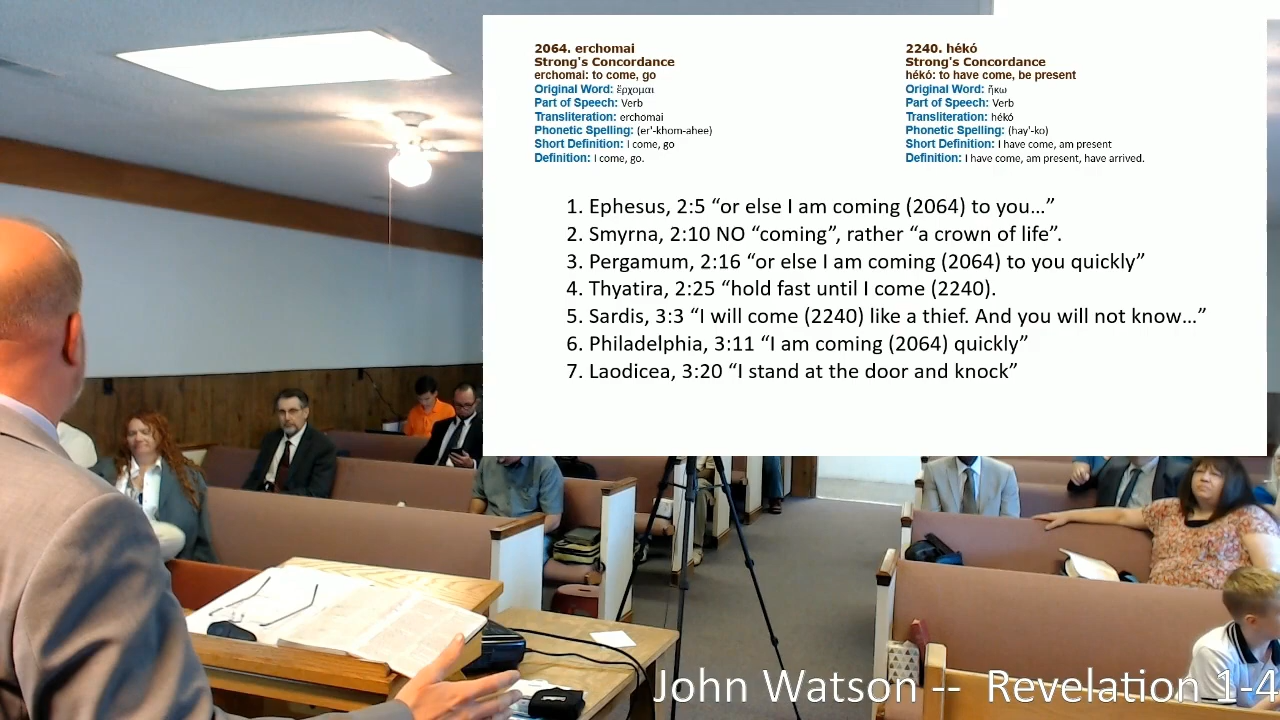 2064. erchomai
Strong's Concordance
erchomai: to come, go
Original Word: ἔρχομαι
Part of Speech: Verb
Transliteration: erchomai
Phonetic Spelling: (er'-khom-ahee)
Short Definition: I come, go
Definition: I come, go.
2240. hékó
Strong's Concordance
hékó: to have come, be present
Original Word: ἥκω
Part of Speech: Verb
Transliteration: hékó
Phonetic Spelling: (hay'-ko)
Short Definition: I have come, am present
Definition: I have come, am present, have arrived.
1. Ephesus, 2:5 “or else I am coming (2064) to you…”
2. Smyrna, 2:10 NO “coming”, rather “a crown of life”.
3. Pergamum, 2:16 “or else I am coming (2064) to you quickly”
4. Thyatira, 2:25 “hold fast until I come (2240).
5. Sardis, 3:3 “I will come (2240) like a thief. And you will not know…”
6. Philadelphia, 3:11 “I am coming (2064) quickly”
7. Laodicea, 3:20 “I stand at the door and knock”
John Watson -- Revelation 1-4